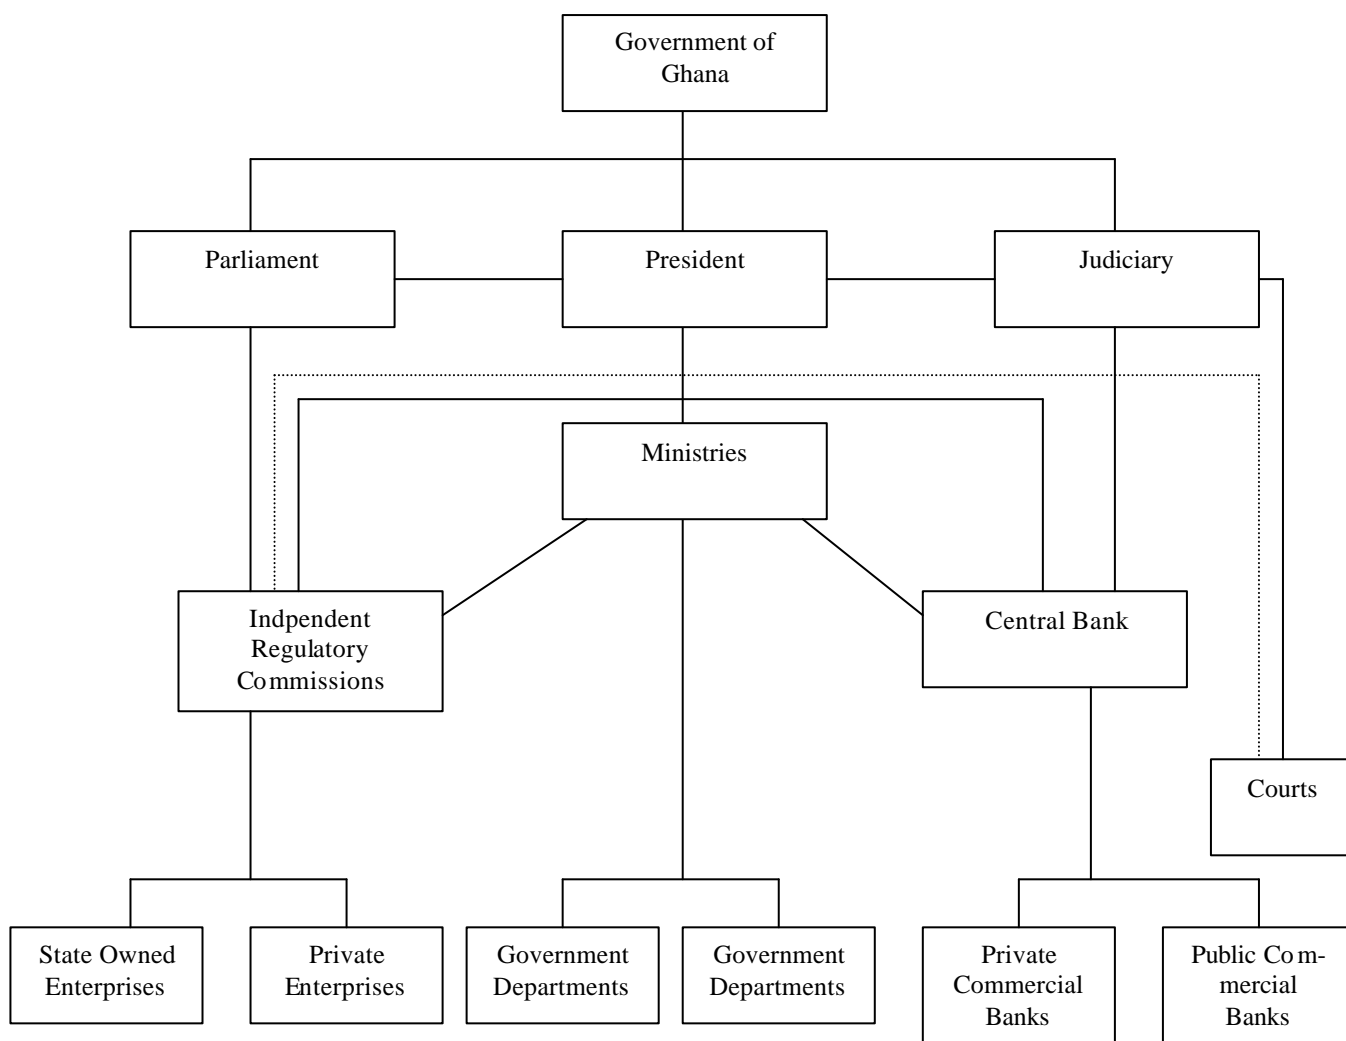 Government of
Ghana
Parliament
President
Judiciary
Ministries
Indpendent
Regulatory
Commissions
Central Bank
Courts
State Owned
Enterprises
Private
Enterprises
Government
Departments
Government
Departments
Private
Commercial
Banks
Public Com-
mercial
Banks